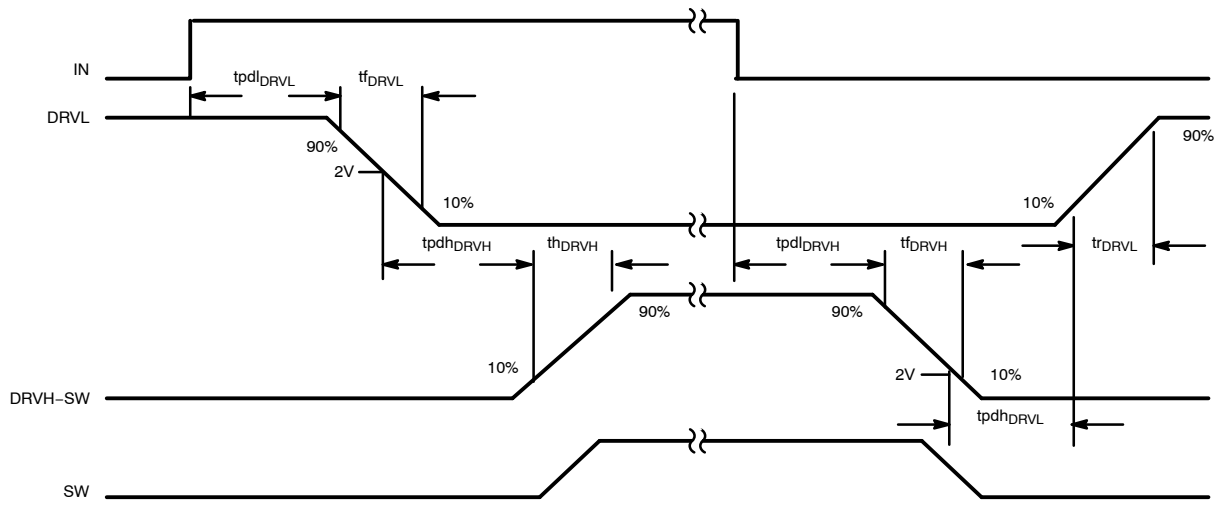 IN
tpdlDRVL
tfDRVL
DRVL
90%
90%
2V
10%
10%
tpdhDRVH
thDRVH
tpdlDRVH
tfDRVH
trDRVL
90%
90%
10%
2V
10%
DRVH−SW
tpdhDRVL
SW